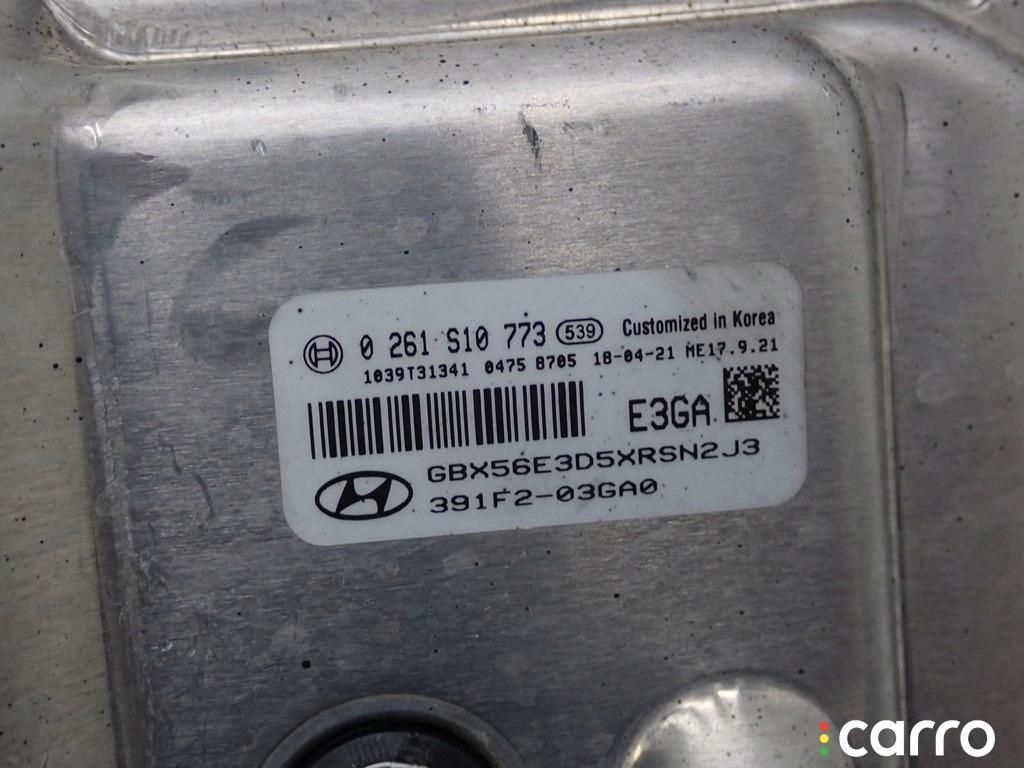 0 261 S10 773 539 Customized in Korea
1039T31341 0475 8705 18-04-21 ME17.9.21
E3GA
GBX56E3D5XRSN2J3
391F2-03GA0
carro